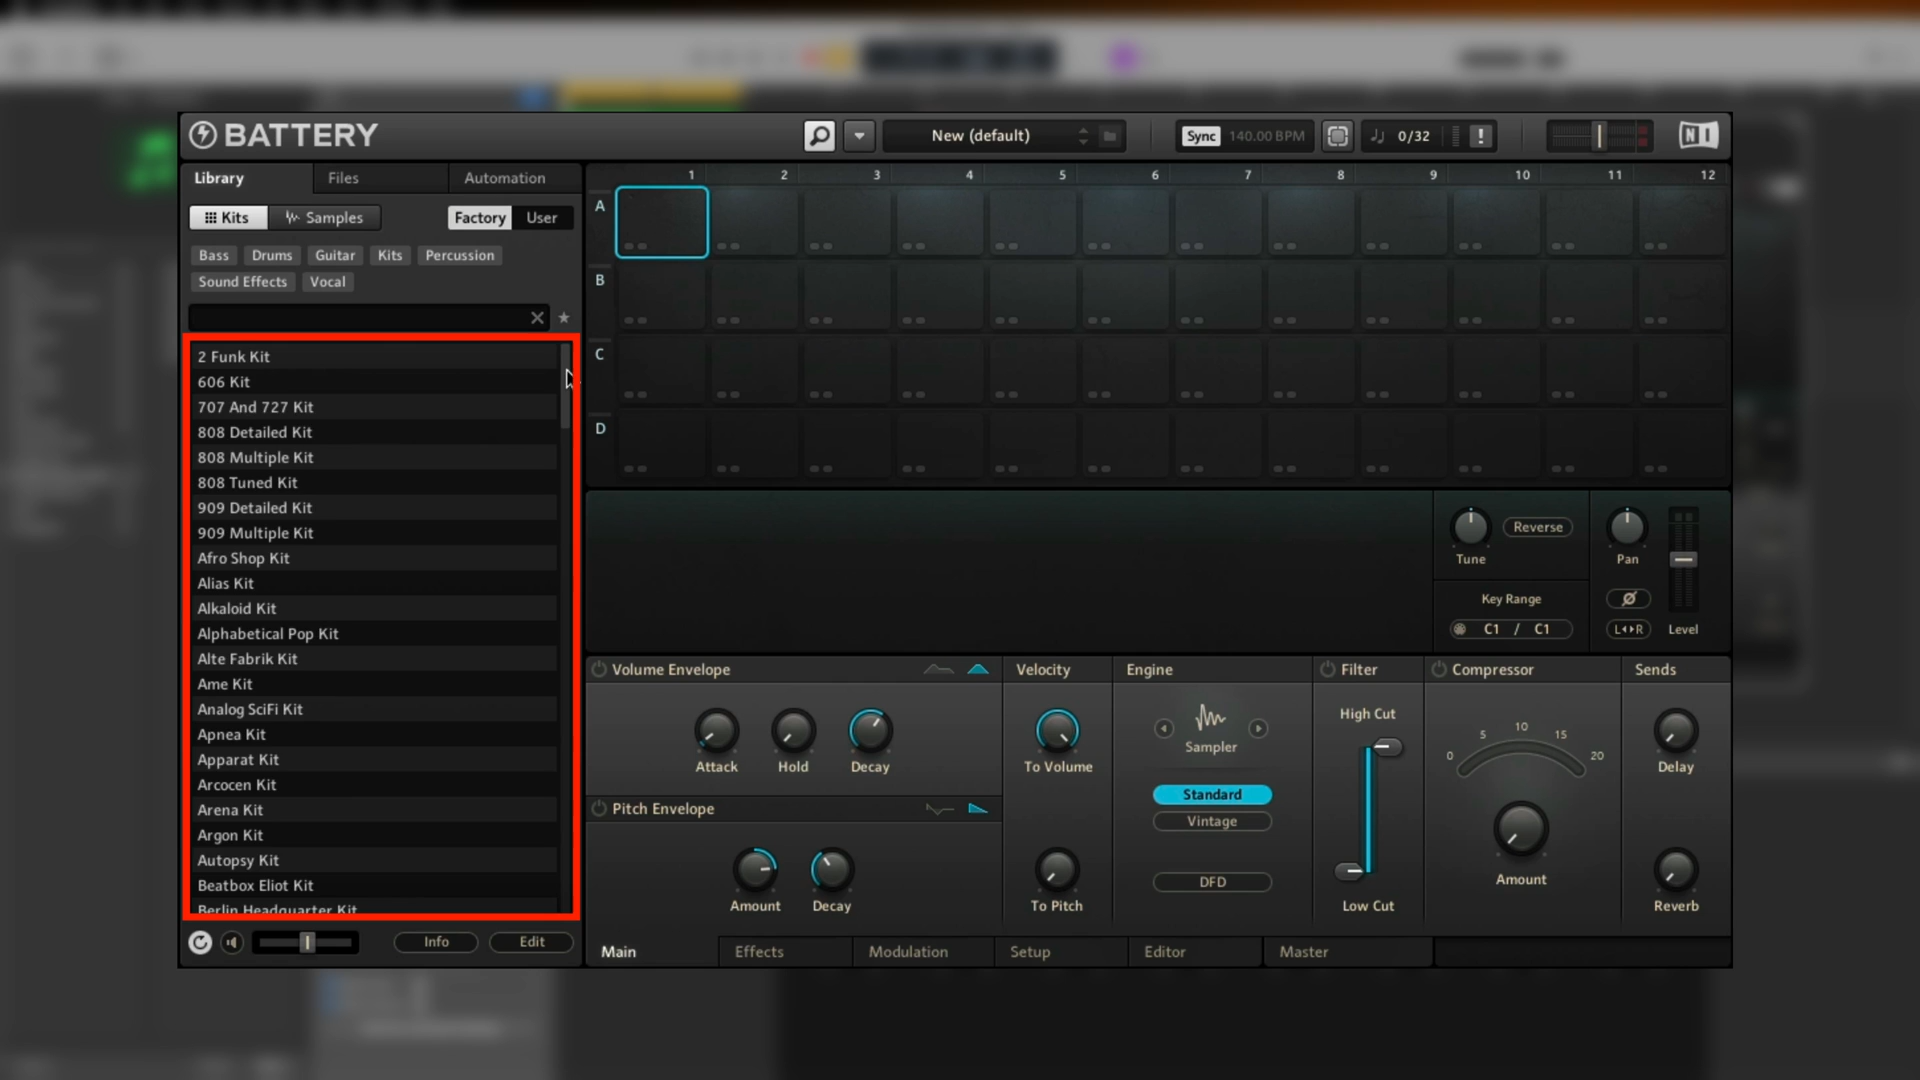 BATTERY
New (default)
Sync 140.00 BPM
0/32
!
NI
Library Files Automation
Kits Samples Factory User
Bass Drums Guitar Kits Percussion
Sound Effects Vocal
2 Funk Kit
606 Kit
707 And 727 Kit
808 Detailed Kit
808 Multiple Kit
808 Tuned Kit
909 Detailed Kit
909 Multiple Kit
Afro Shop Kit
Alias Kit
Alkaloid Kit
Alphabetical Pop Kit
Alte Fabrik Kit
Ame Kit
Analog SciFi Kit
Apnea Kit
Apparat Kit
Arcocen Kit
Arena Kit
Argon Kit
Autopsy Kit
Beatbox Eliot Kit
Berlin Headquarter Kit
Info Edit
1 2 3 4 5 6 7 8 9 10 11 12
A
B
C
D
Tune Reverse
Key Range
C1 / C1
Pan
L R Level
Volume Envelope
Attack Hold Decay
Pitch Envelope
Amount Decay
Velocity
To Volume
To Pitch
Engine
Sampler
Standard
Vintage
DFD
Filter
High Cut
Low Cut
Compressor
0 5 10 15 20
Amount
Sends
Delay
Reverb
Main Effects Modulation Setup Editor Master